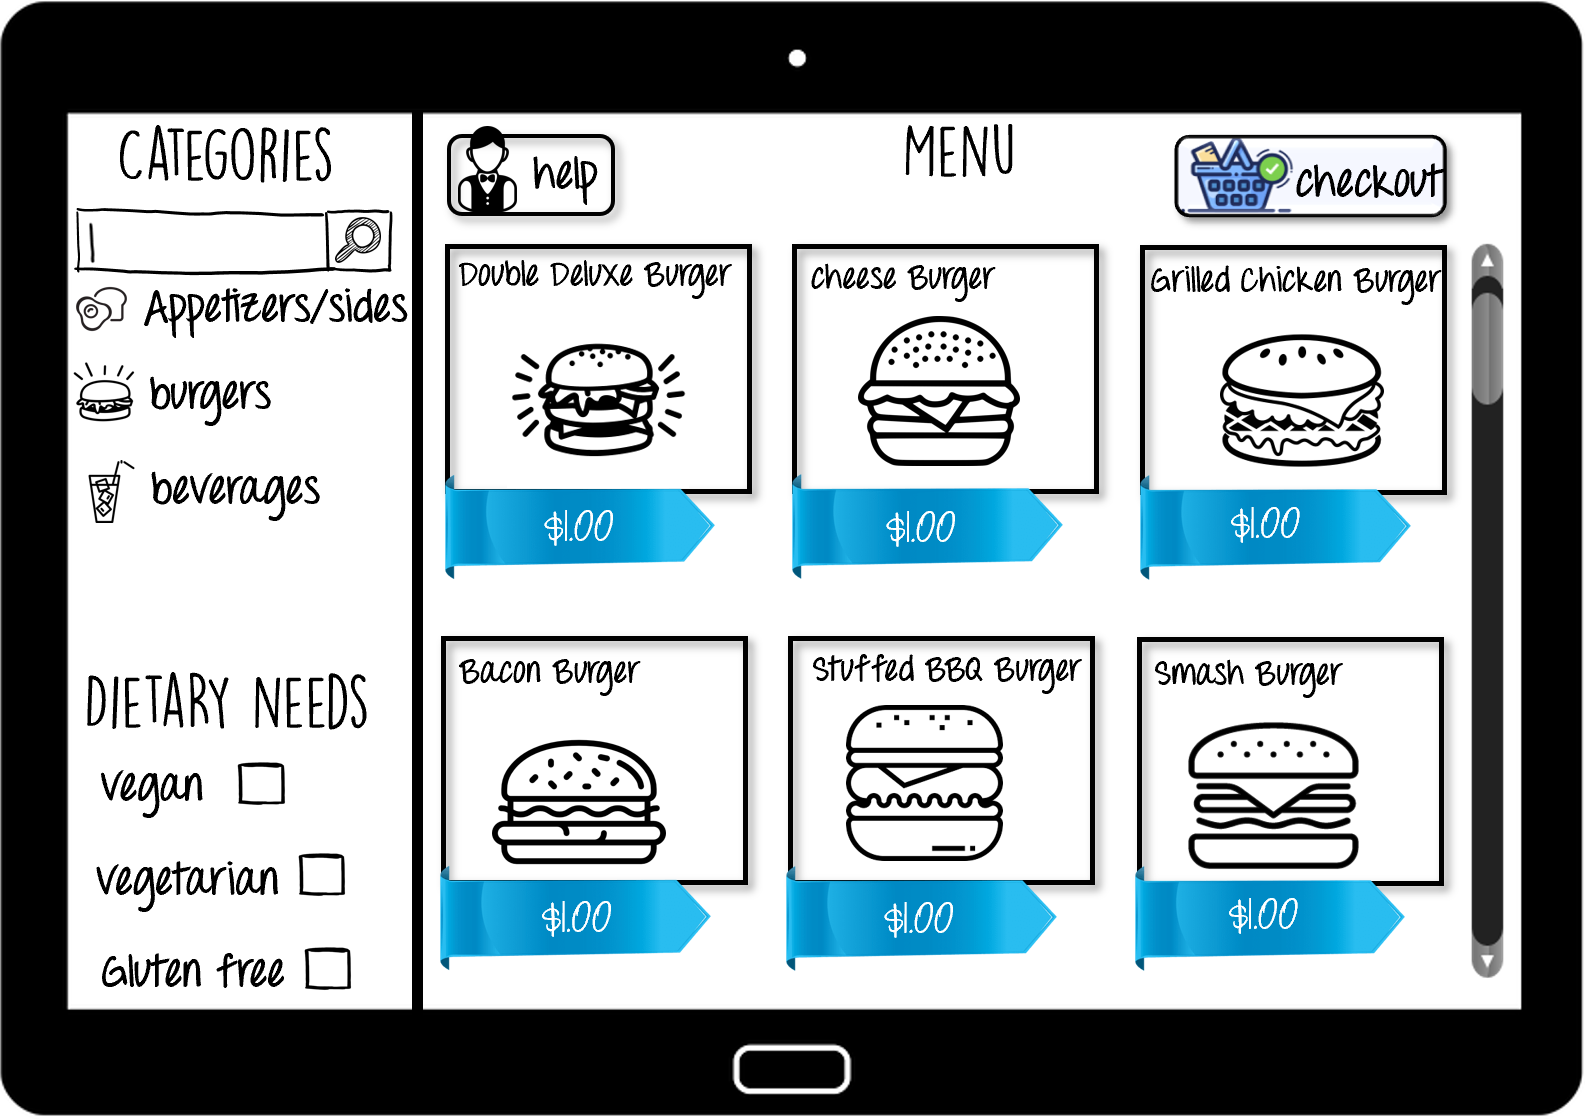 CATEGORIES
Appetizers/sides
burgers
beverages
DIETARY NEEDS
vegan
vegetarian
Gluten free
help
MENU
checkout
Double Deluxe Burger
cheese Burger
Grilled Chicken Burger
$1.00
$1.00
$1.00
Bacon Burger
Stuffed BBQ Burger
Smash Burger
$1.00
$1.00
$1.00